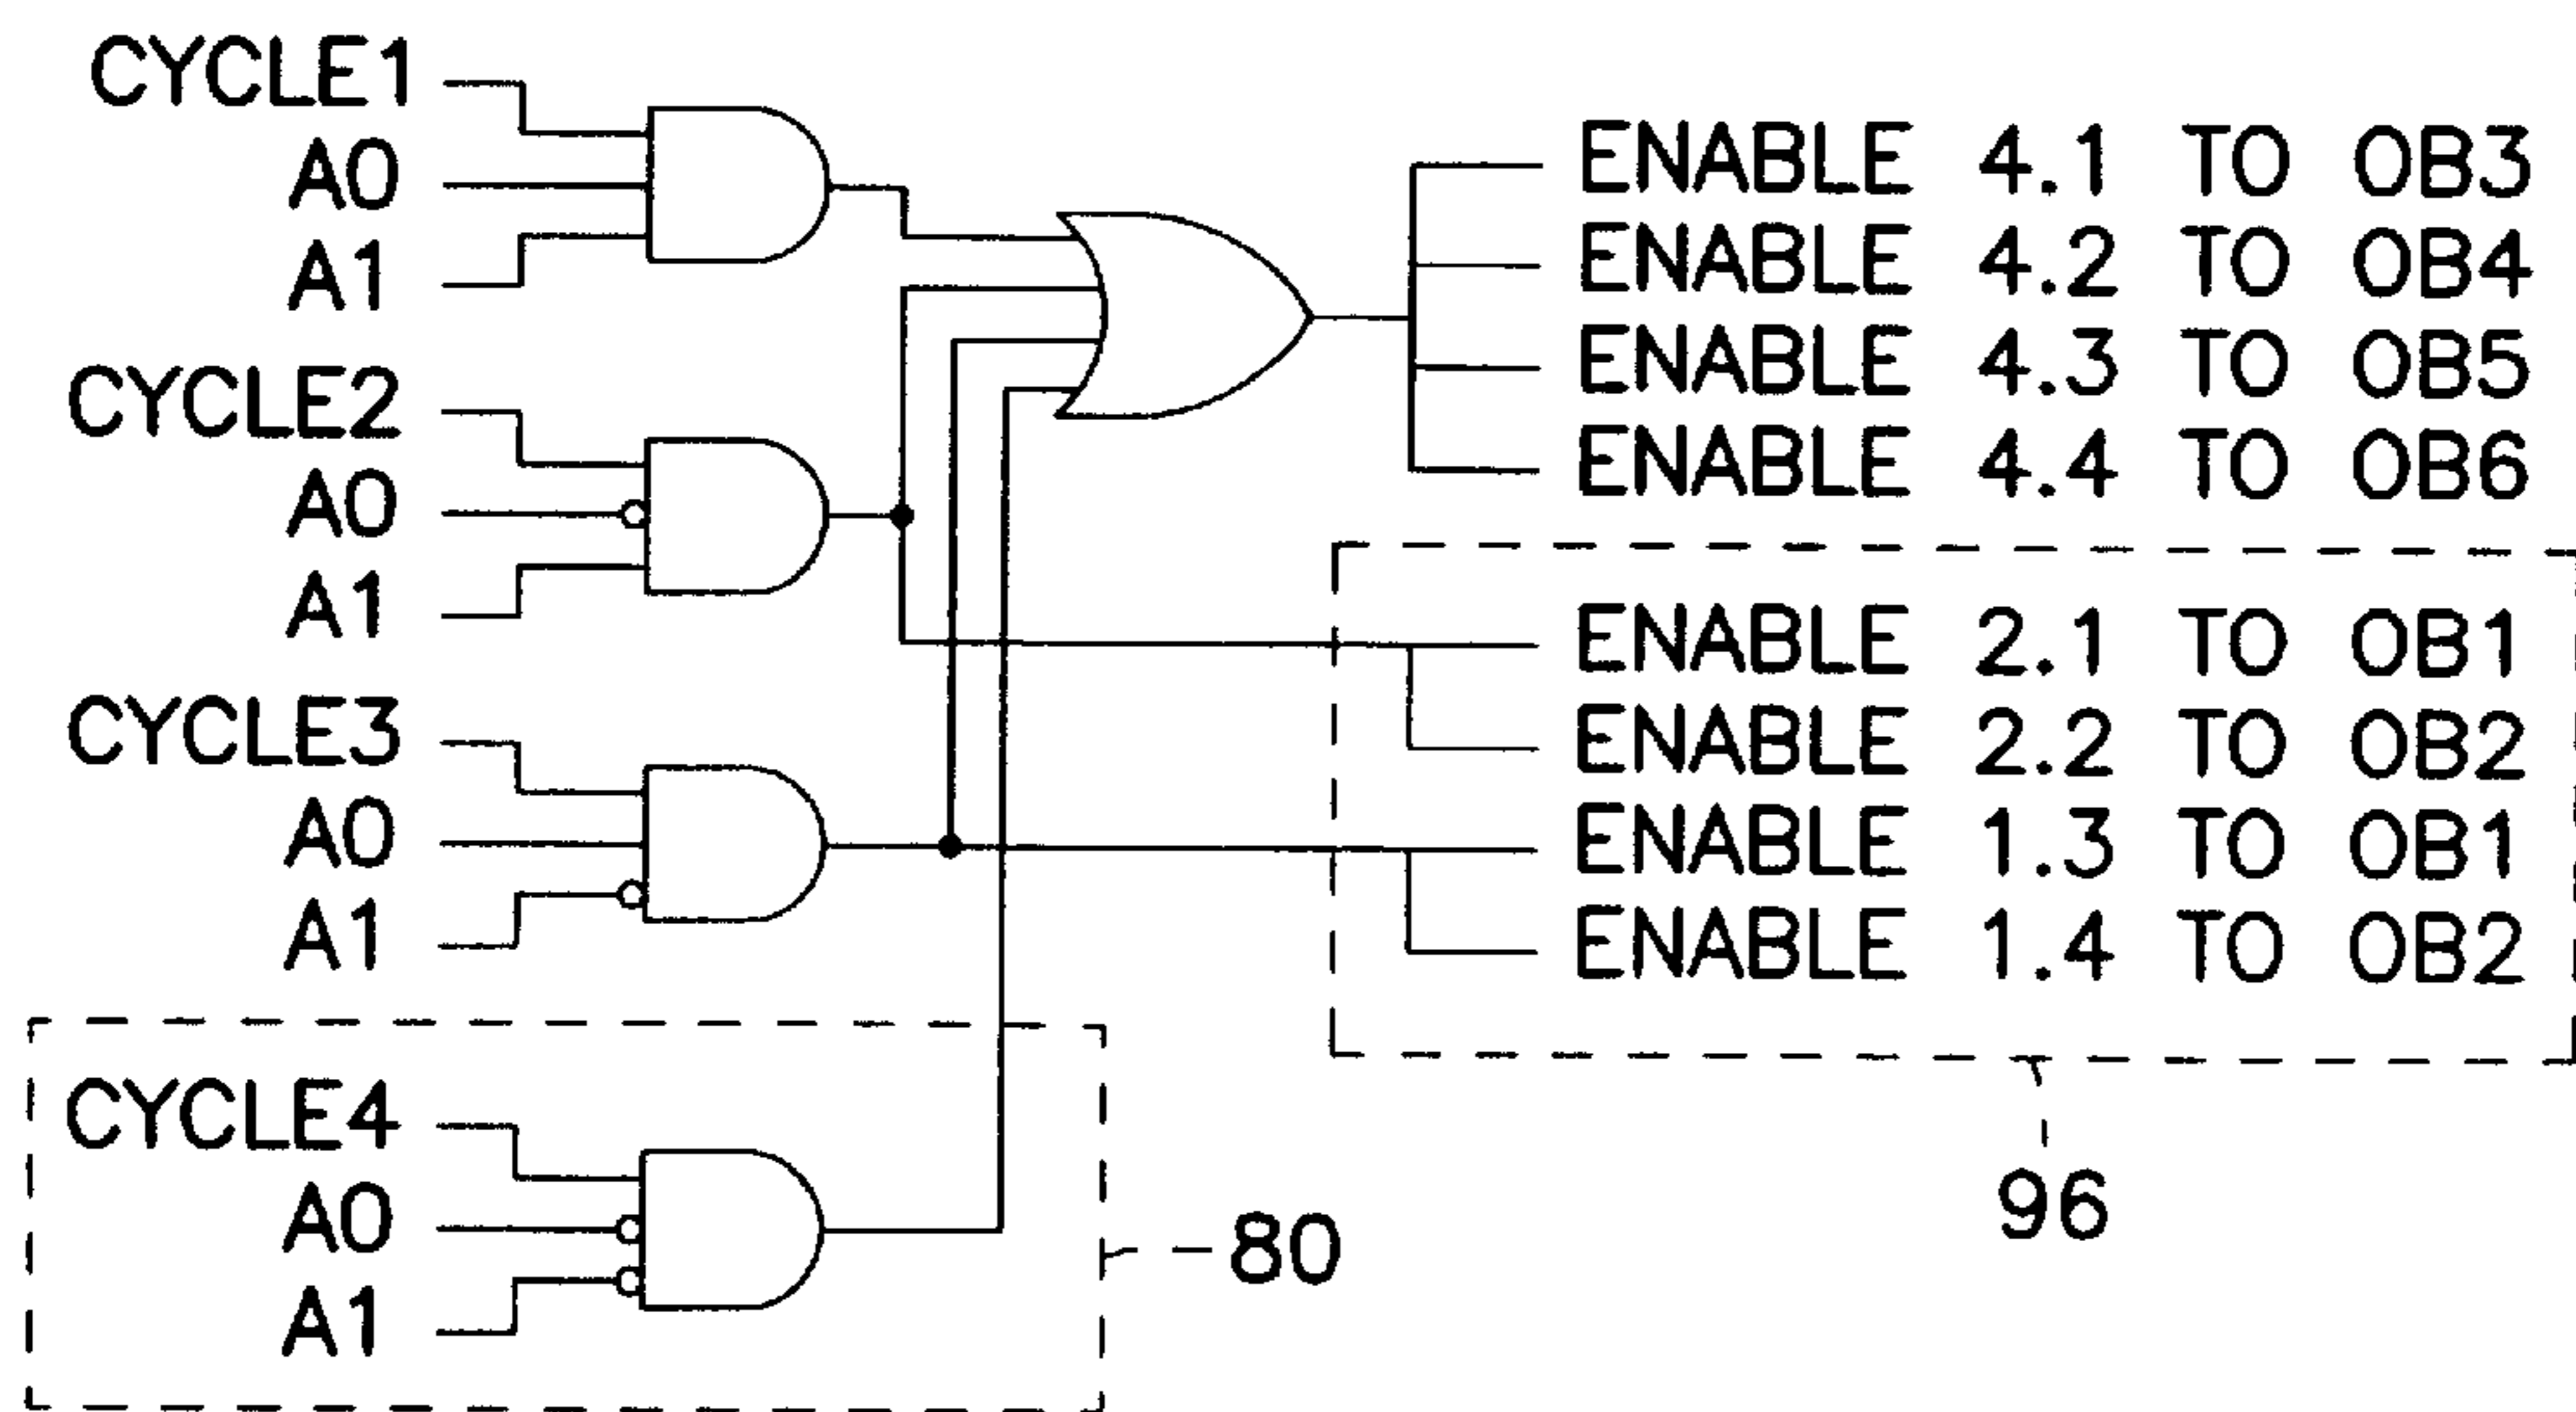 CYCLE1
A0
A1
CYCLE2
A0
A1
CYCLE3
A0
A1
CYCLE4
A0
A1
80
ENABLE 4.1 TO OB3
ENABLE 4.2 TO OB4
ENABLE 4.3 TO OB5
ENABLE 4.4 TO OB6
ENABLE 2.1 TO OB1
ENABLE 2.2 TO OB2
ENABLE 1.3 TO OB1
ENABLE 1.4 TO OB2
96